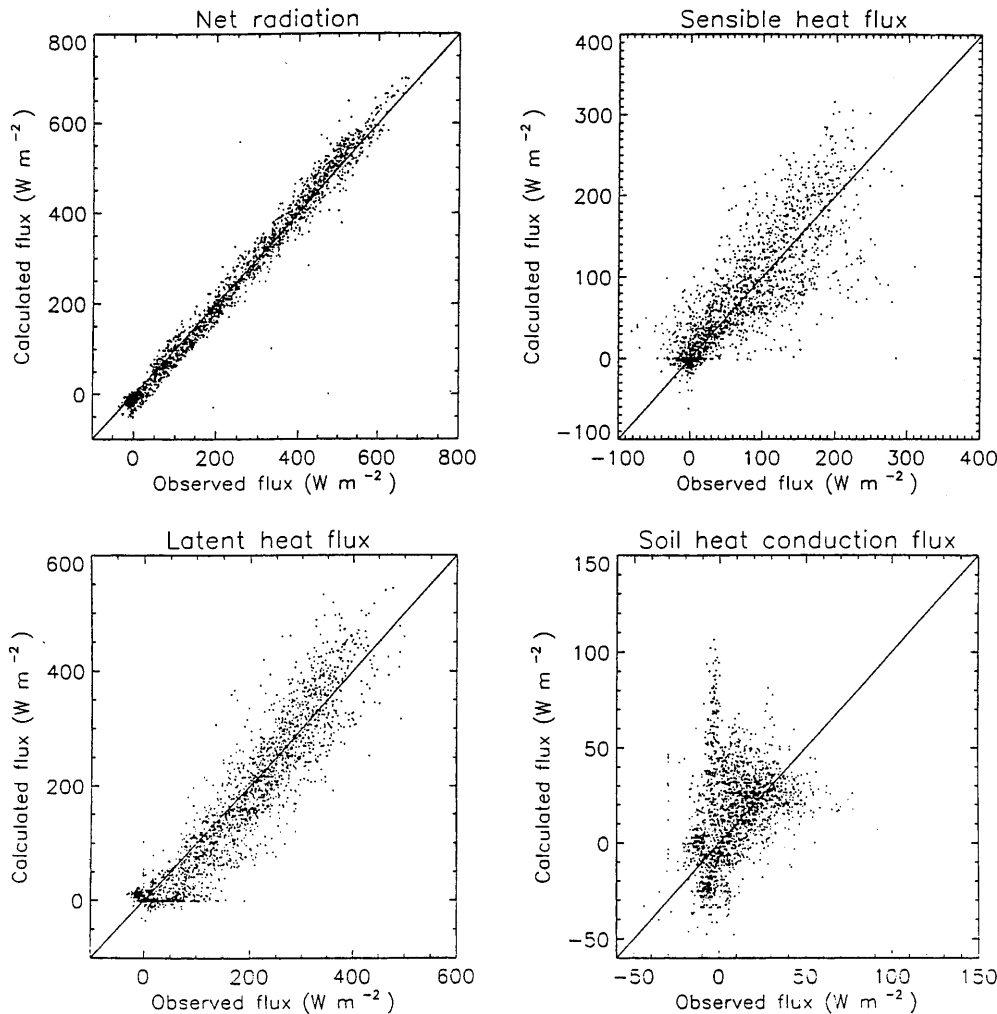 Net radiation
800
600
400
200
0
Calculated flux (W m⁻²)
0 200 400 600 800
Observed flux (W m⁻²)
Sensible heat flux
400
300
200
100
0
−100
Calculated flux (W m⁻²)
−100 0 100 200 300 400
Observed flux (W m⁻²)
Latent heat flux
600
400
200
0
Calculated flux (W m⁻²)
0 200 400 600
Observed flux (W m⁻²)
Soil heat conduction flux
150
100
50
0
−50
Calculated flux (W m⁻²)
−50 0 50 100 150
Observed flux (W m⁻²)